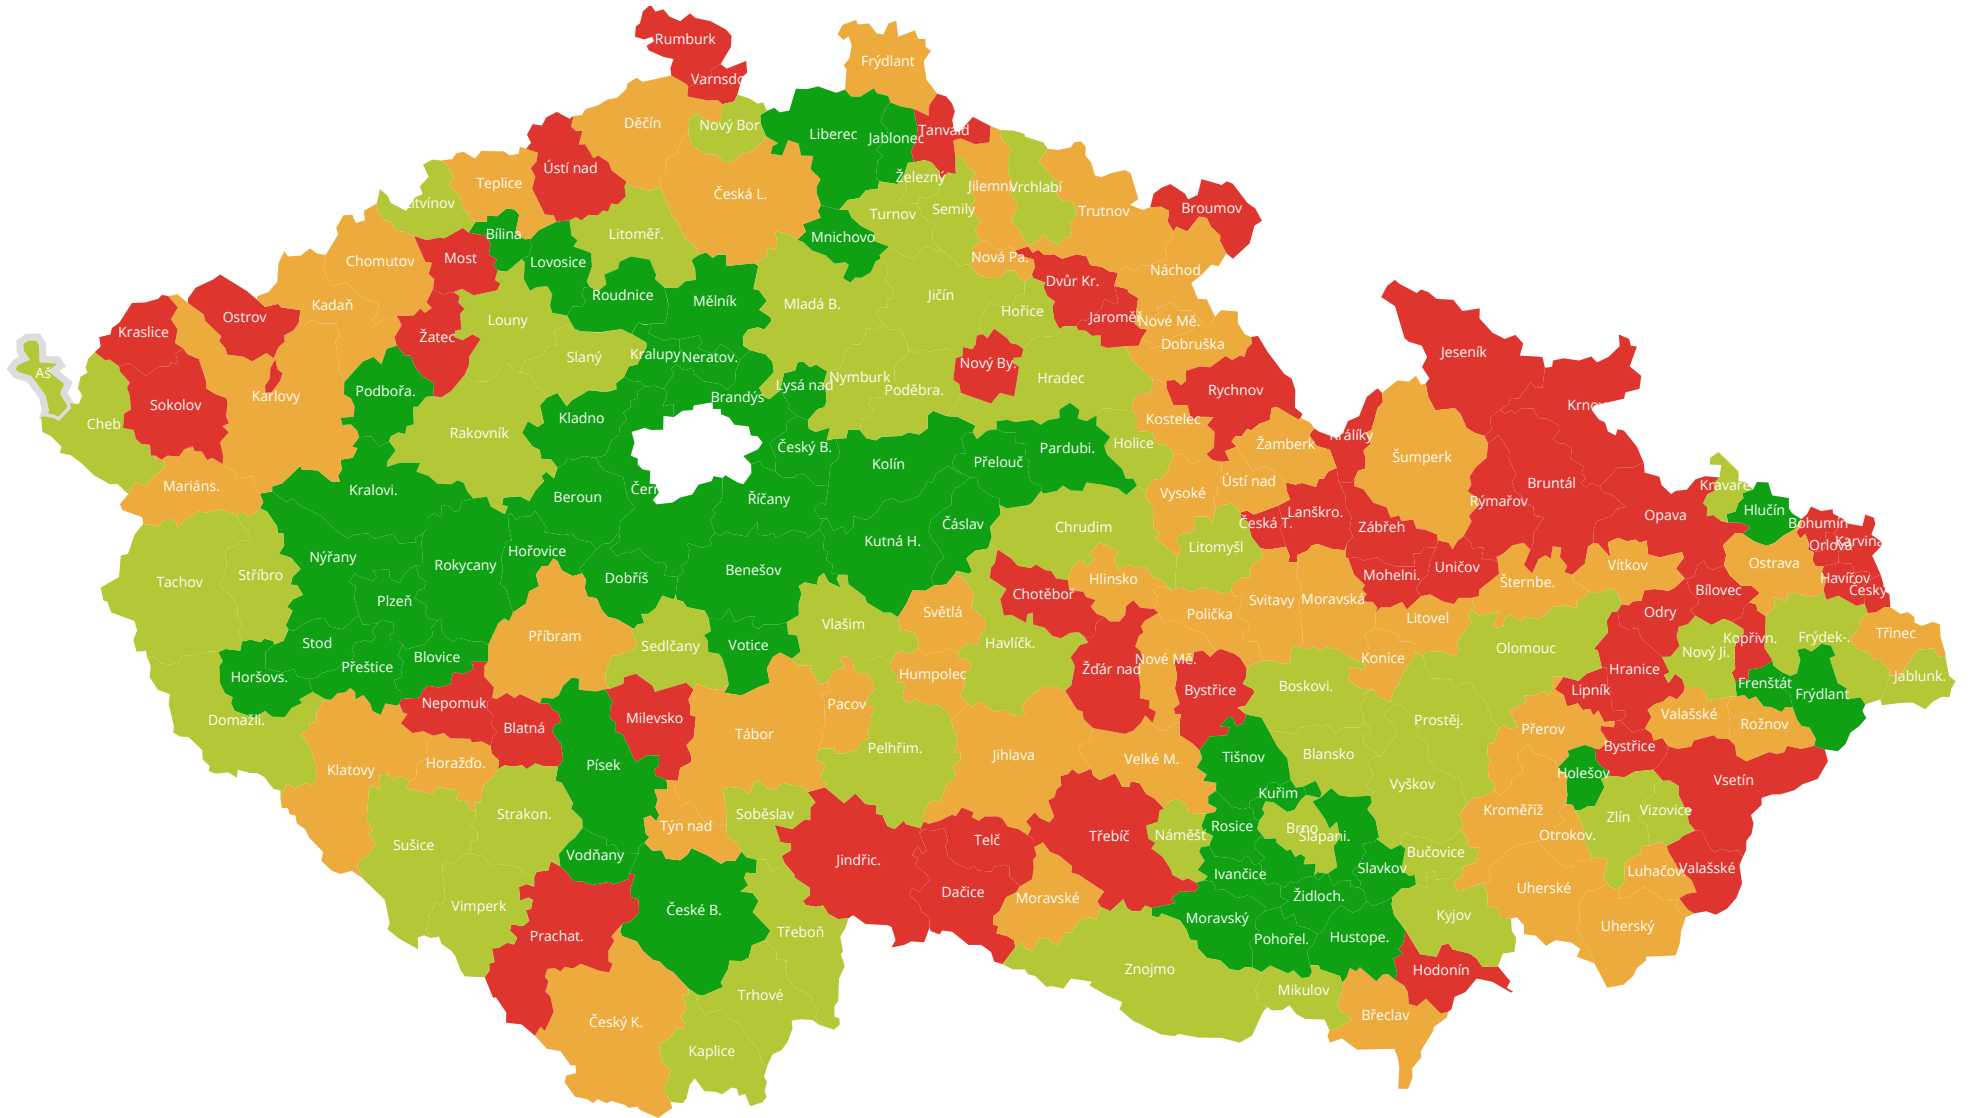 Rumburk
Frýdlant
Varnsdo
Děčín
Nový Bor
Liberec
Jablonec
Tanvald
Ústí nad
Teplice
Česká L.
Železný
Jilemni
Vrchlabí
Litvínov
Turnov
Semily
Trutnov
Broumov
Bílina
Litoměř.
Mnichovo
Most
Chomutov
Lovosice
Nová Pa.
Náchod
Kadaň
Roudnice
Mělník
Mladá B.
Jičín
Dvůr Kr.
Ostrov
Kraslice
Louny
Hořice
Jaroměř
Nové Mě.
Žatec
Slaný
Kralupy
Neratov.
Dobruška
Jeseník
Aš
Podbořa.
Lysá nad
Nymburk
Poděbra.
Nový By.
Hradec
Rychnov
Karlovy
Sokolov
Brandýs
Krnov
Cheb
Rakovník
Kladno
Český B.
Kostelec
Holice
Žamberk
Králíky
Šumperk
Kolín
Přelouč
Pardubi.
Mariáns.
Kralovi.
Beroun
Čern
Říčany
Vysoké
Ústí nad
Rýmařov
Bruntál
Kravaře
Hlučín
Opava
Bohumín
Čáslav
Chrudim
Česká T.
Lanškro.
Zábřeh
Kutná H.
Litomyšl
Orlová
Karviná
Nýřany
Hořovice
Rokycany
Dobříš
Benešov
Tachov
Stříbro
Chotěboř
Hlinsko
Mohelni.
Uničov
Šternbe.
Vítkov
Ostrava
Havířov
Český
Bílovec
Plzeň
Světlá
Polička
Svitavy
Moravská
Litovel
Odry
Vlašim
Příbram
Stod
Sedlčany
Votice
Havlíčk.
Olomouc
Kopřivn.
Frýdek-.
Třinec
Přeštice
Blovice
Horšovs.
Humpolec
Žďár nad
Nové Mě.
Konice
Nový Ji.
Hranice
Jablunk.
Bystřice
Boskovi.
Lipník
Frenštát
Frýdlant
Nepomuk
Pacov
Domažli.
Blatná
Milevsko
Tábor
Valašské
Rožnov
Prostěj.
Přerov
Pelhřim.
Jihlava
Velké M.
Tišnov
Blansko
Bystřice
Klatovy
Horažďo.
Písek
Holešov
Vsetín
Vyškov
Kuřim
Strakon.
Soběslav
Kroměříž
Zlín
Vizovice
Týn nad
Rosice
Brno
Šlapani.
Otrokov.
Náměšť
Třebíč
Telč
Sušice
Vodňany
Jindřic.
Bučovice
Slavkov
Ivančice
Luhačov.
Valašské
Dačice
Moravské
Židloch.
Uherské
Vimperk
České B.
Moravský
Kyjov
Uherský
Prachat.
Třeboň
Pohořel.
Hustope.
Znojmo
Hodonín
Trhové
Mikulov
Český K.
Břeclav
Kaplice